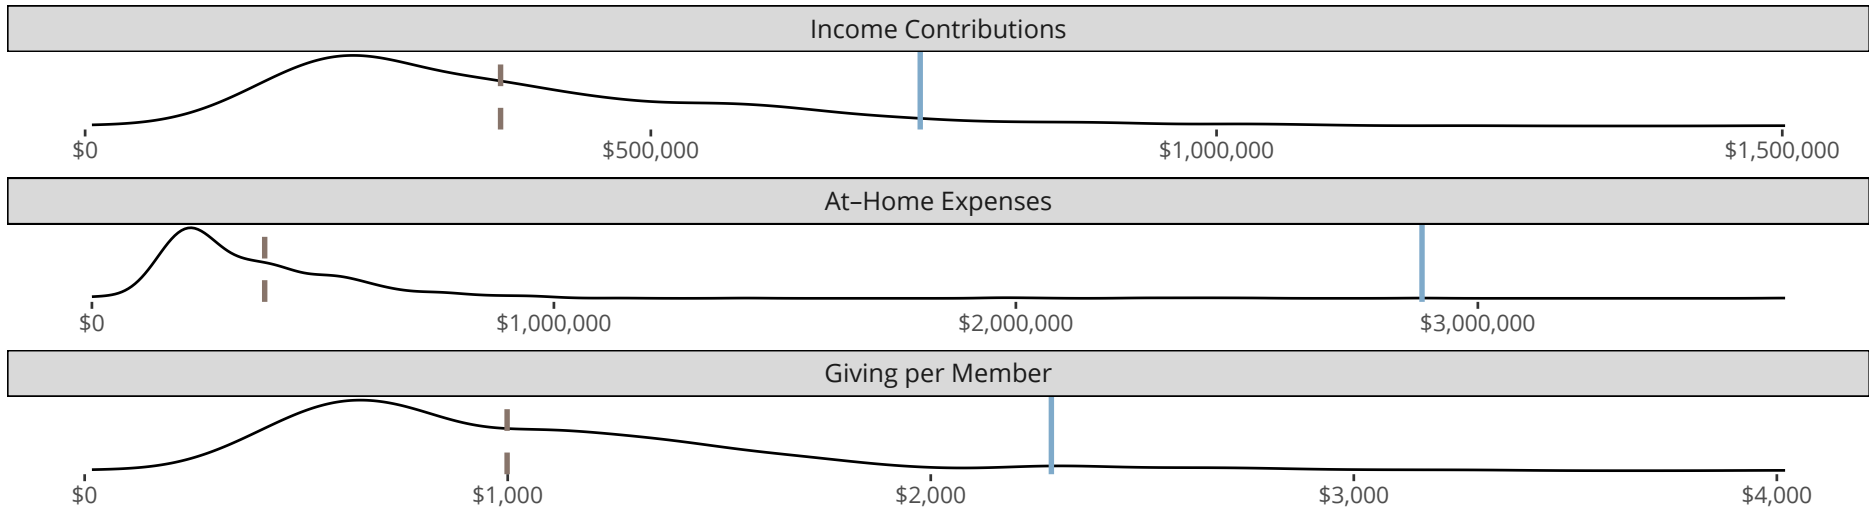 Income Contributions
$0 $500,000 $1,000,000 $1,500,000
At–Home Expenses
$0 $1,000,000 $2,000,000 $3,000,000
Giving per Member
$0 $1,000 $2,000 $3,000 $4,000